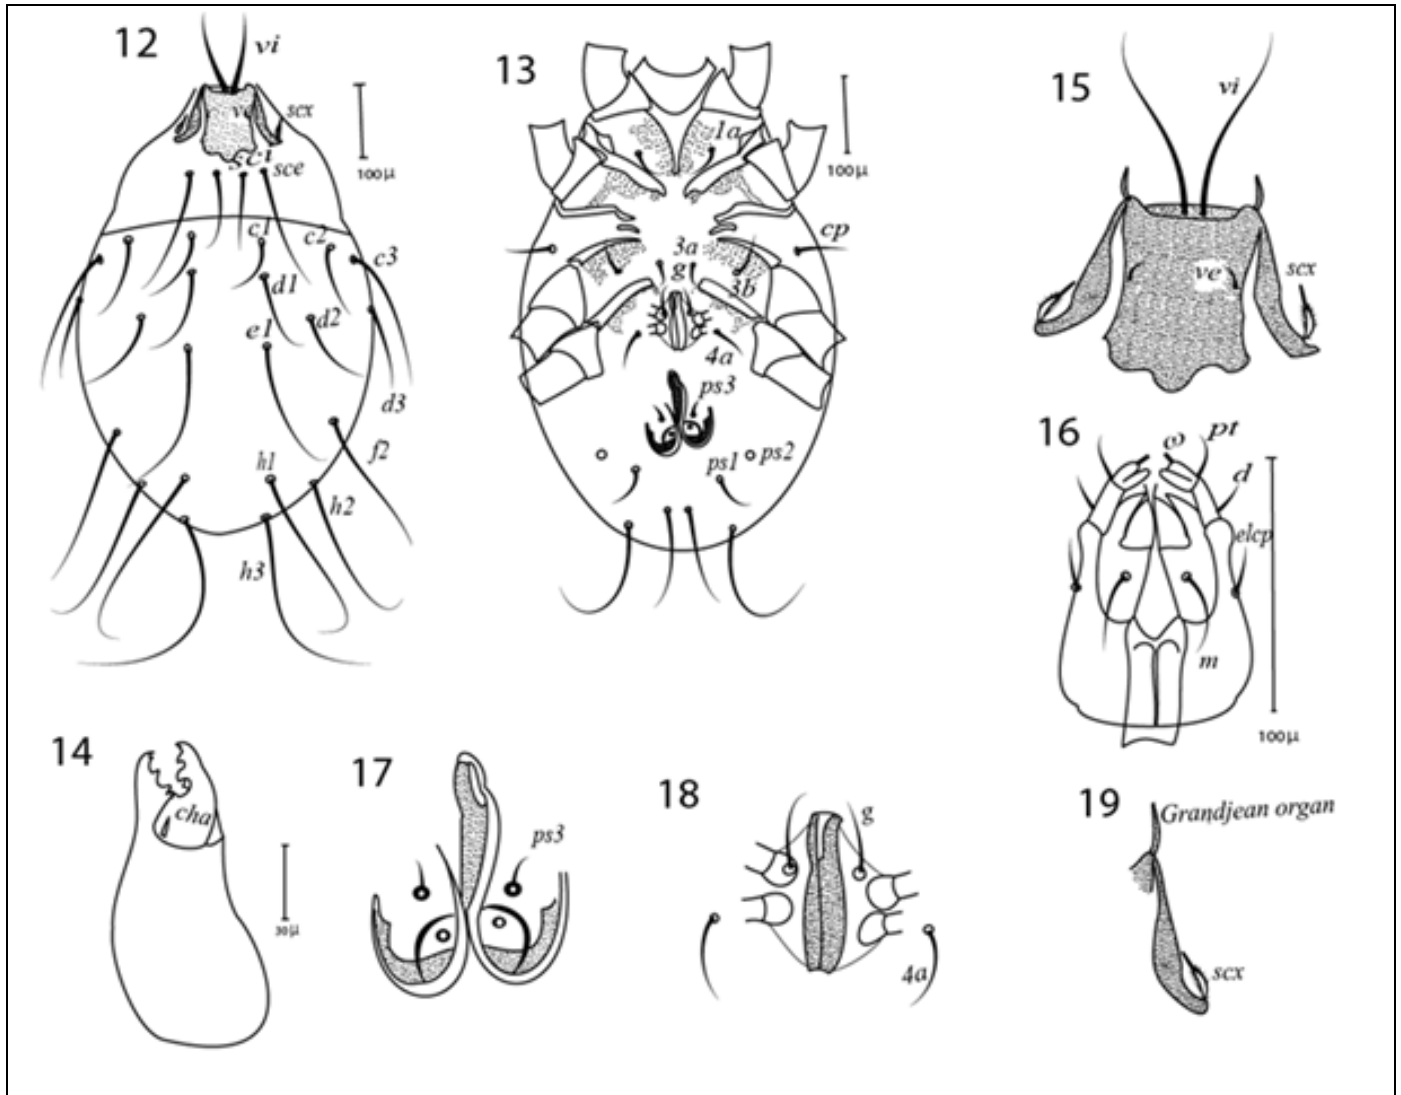 12
vi
ve
scx
sci
sce
100µ
c1
c2
c3
d1
d2
e1
d3
f2
h1
h2
h3
13
1a
100µ
cp
3a
g
3b
4a
ps3
ps1
ps2
15
vi
ve
scx
16
ω
pt
d
elcp
m
100µ
14
cha
30µ
17
ps3
18
g
4a
19
Grandjean organ
scx